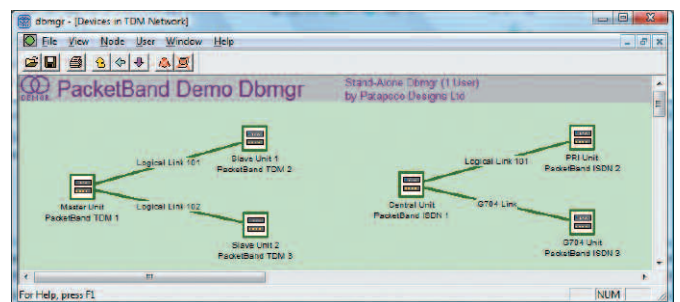 dbmgr - [Devices in TDM Network]
File View Node User Window Help
PacketBand Demo Dbmgr
Stand-Alone Dbmgr (1 User)
by Patapsco Designs Ltd
Logical Link 101
Slave Unit 1
PacketBand TDM 2
Master Unit
PacketBand TDM 1
Logical Link 102
Slave Unit 2
PacketBand TDM 3
Logical Link 101
PRI Unit
PacketBand ISDN 2
Central Unit
PacketBand ISDN 1
G704 Link
G704 Unit
PacketBand ISDN 3
For Help, press F1
NUM